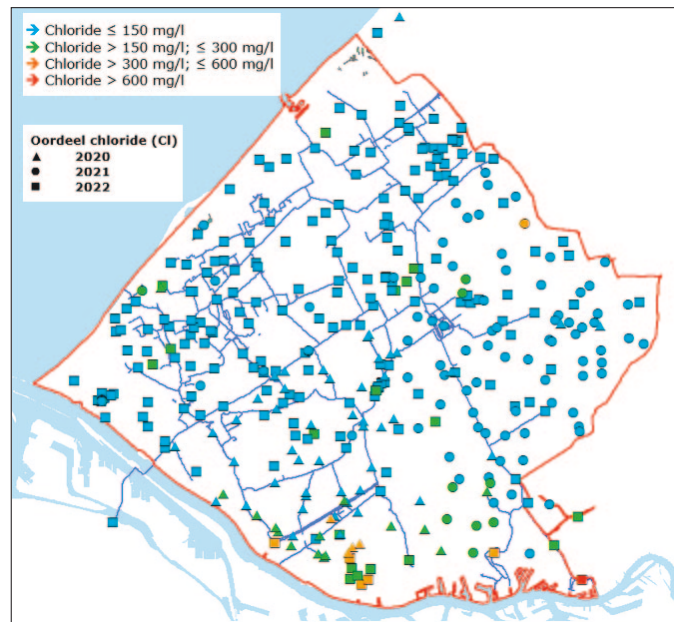 Chloride ≤ 150 mg/l
Chloride > 150 mg/l; ≤ 300 mg/l
Chloride > 300 mg/l; ≤ 600 mg/l
Chloride > 600 mg/l
Oordeel chloride (Cl)
2020
2021
2022